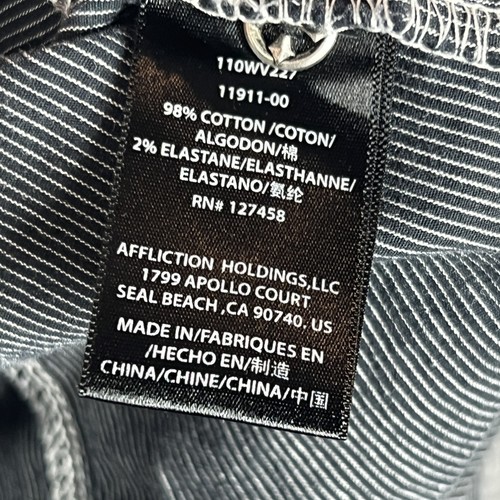 110WV227
11911-00
98% COTTON /COTON/
ALGODON/棉
2% ELASTANE/ELASTHANNE/
ELASTANO/氨纶
RN# 127458
AFFLICTION HOLDINGS,LLC
1799 APOLLO COURT
SEAL BEACH ,CA 90740. US
MADE IN/FABRIQUES EN
/HECHO EN/制造
CHINA/CHINE/CHINA/中国